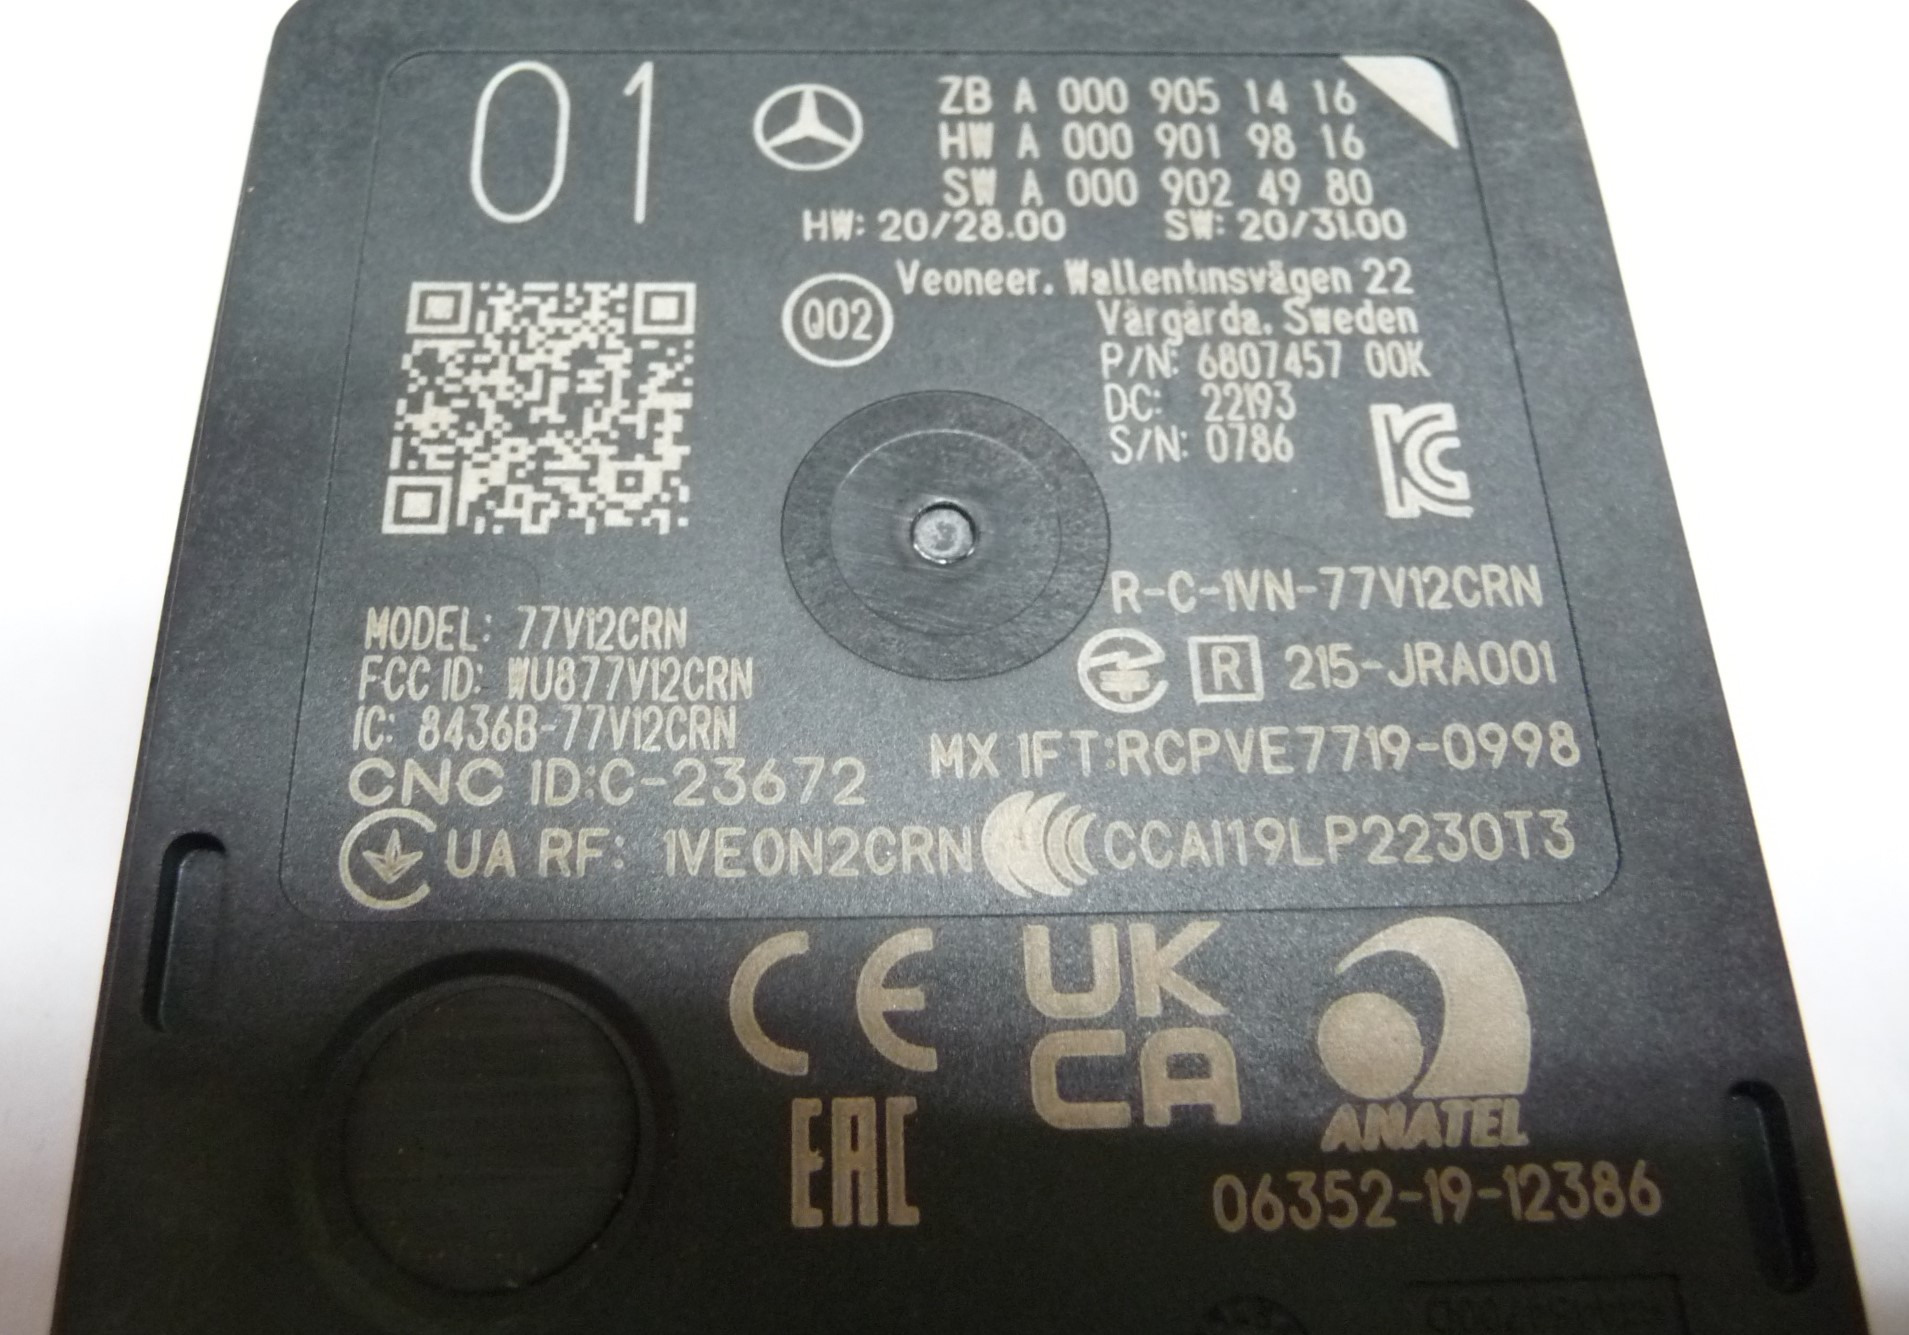 01
ZB A 000 905 14 16
HW A 000 901 98 16
SW A 000 902 49 80
HW: 20/28.00 SW: 20/31.00
Q02
Veoneer. Wallentinsvägen 22
Vårgårda, Sweden
P/N: 6807457 00K
DC: 22193
S/N: 0786
R-C-1VN-77V12CRN
MODEL: 77V12CRN
FCC ID: WU877V12CRN
IC: 8436B-77V12CRN
R 215-JRA001
CNC ID:C-23672
MX IFT:RCPVE7719-0998
UA RF: 1VEON2CRN
CCAI19LP2230T3
CE
UK
CA
EAC
ANATEL
06352-19-12386